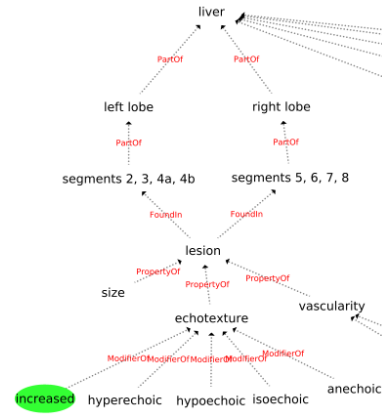 liver
PartOf PartOf
left lobe right lobe
PartOf PartOf
segments 2, 3, 4a, 4b segments 5, 6, 7, 8
FoundIn FoundIn
lesion
PropertyOf PropertyOf PropertyOf
size
vascularity
echotexture
ModifierOf ModifierOf ModifierOf ModifierOf ModifierOf
increased hyperechoic hypoechoic isoechoic anechoic